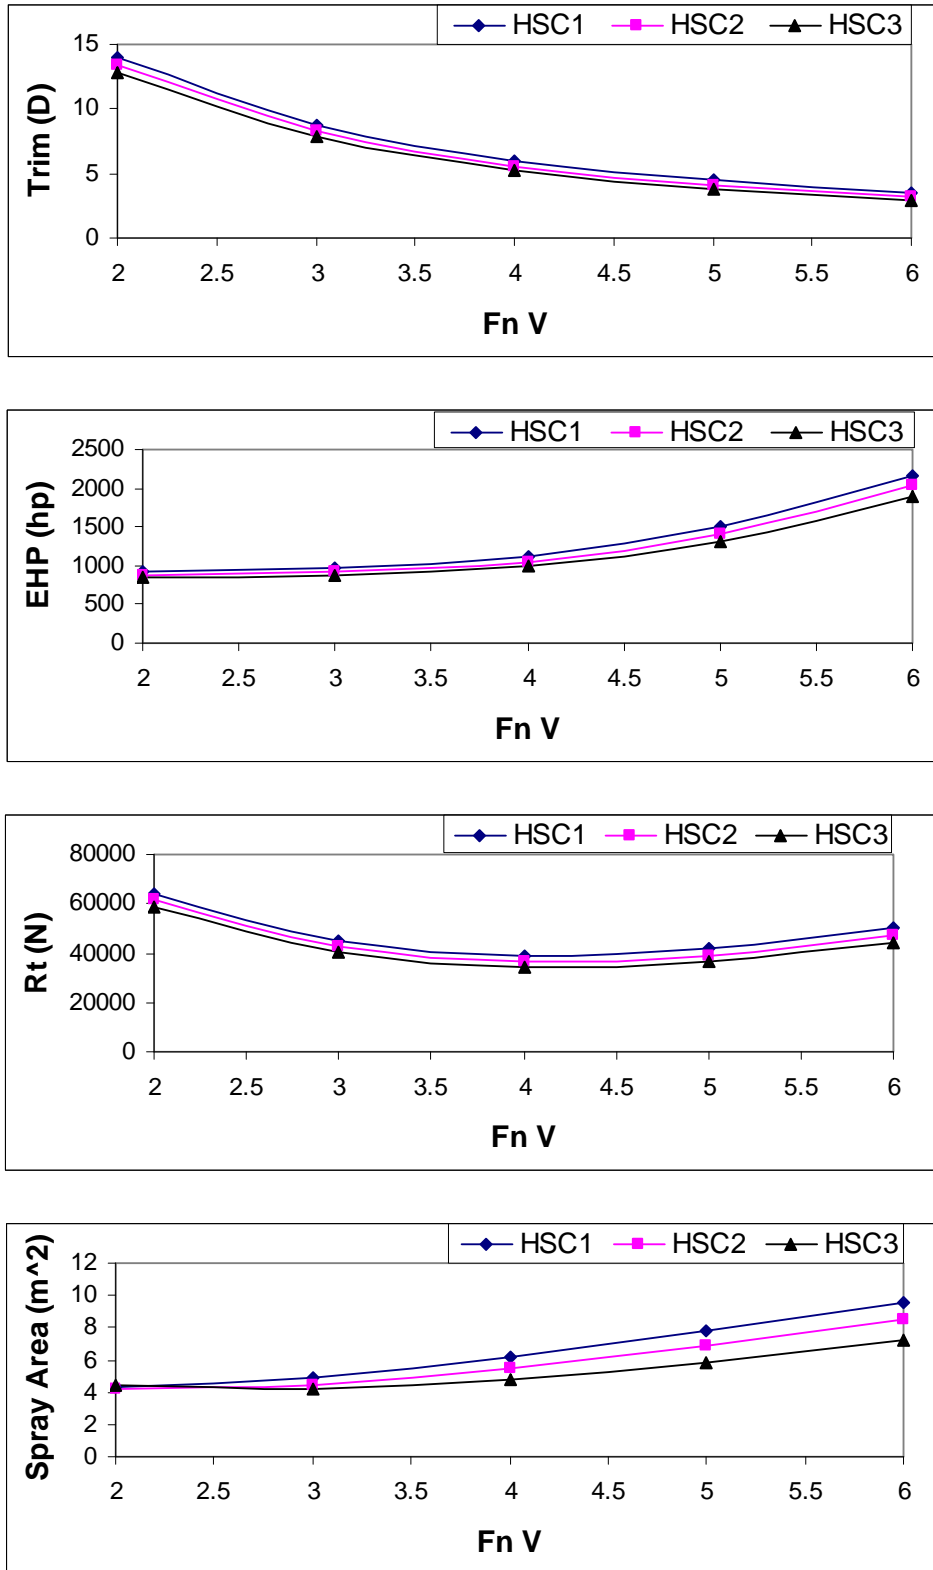 HSC1 HSC2 HSC3
15
10
5
0
Trim (D)
2 2.5 3 3.5 4 4.5 5 5.5 6
Fn V
HSC1 HSC2 HSC3
2500
2000
1500
1000
500
0
EHP (hp)
2 2.5 3 3.5 4 4.5 5 5.5 6
Fn V
HSC1 HSC2 HSC3
80000
60000
40000
20000
0
Rt (N)
2 2.5 3 3.5 4 4.5 5 5.5 6
Fn V
HSC1 HSC2 HSC3
12
10
8
6
4
2
0
Spray Area (m^2)
2 2.5 3 3.5 4 4.5 5 5.5 6
Fn V